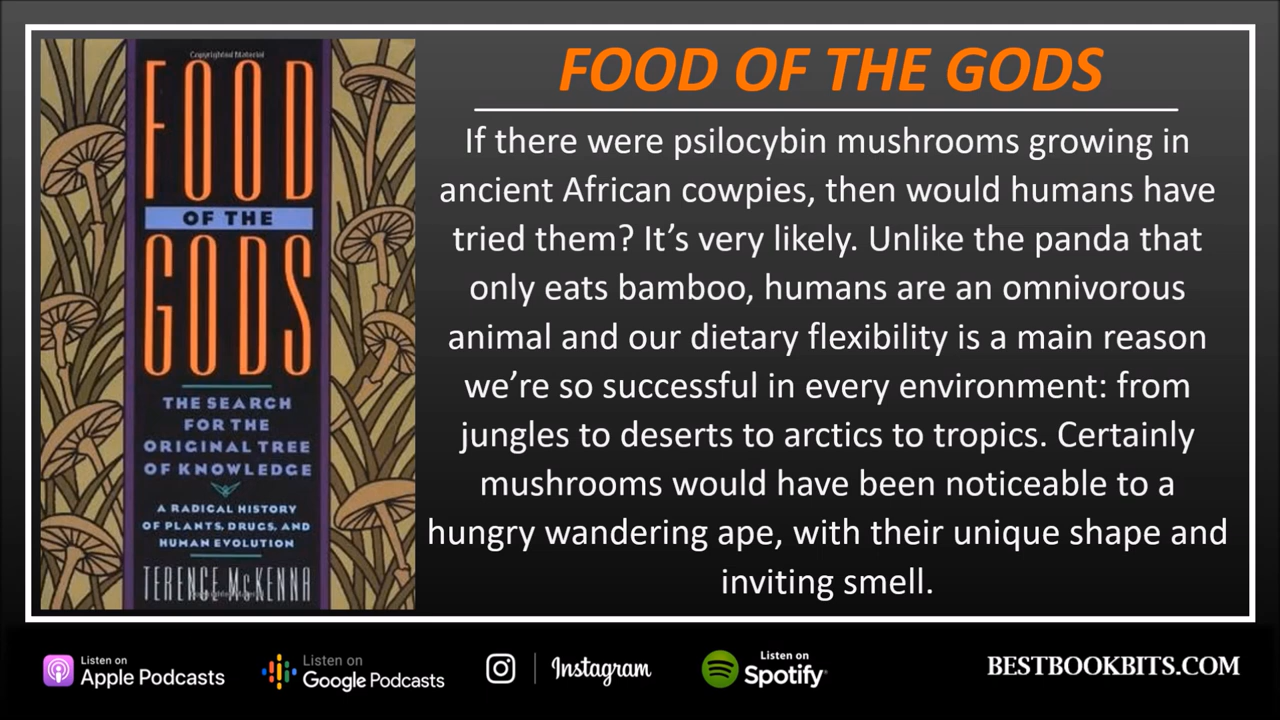 Copyrighted Material
FOOD
OF THE
GODS
THE SEARCH
FOR THE
ORIGINAL TREE
OF KNOWLEDGE
A RADICAL HISTORY
OF PLANTS, DRUGS, AND
HUMAN EVOLUTION
TERENCE McKENNA
FOOD OF THE GODS
If there were psilocybin mushrooms growing in
ancient African cowpies, then would humans have
tried them? It’s very likely. Unlike the panda that
only eats bamboo, humans are an omnivorous
animal and our dietary flexibility is a main reason
we’re so successful in every environment: from
jungles to deserts to arctics to tropics. Certainly
mushrooms would have been noticeable to a
hungry wandering ape, with their unique shape and
inviting smell.
Listen on
Apple Podcasts
Listen on
Google Podcasts
Instagram
Listen on
Spotify
BESTBOOKBITS.COM